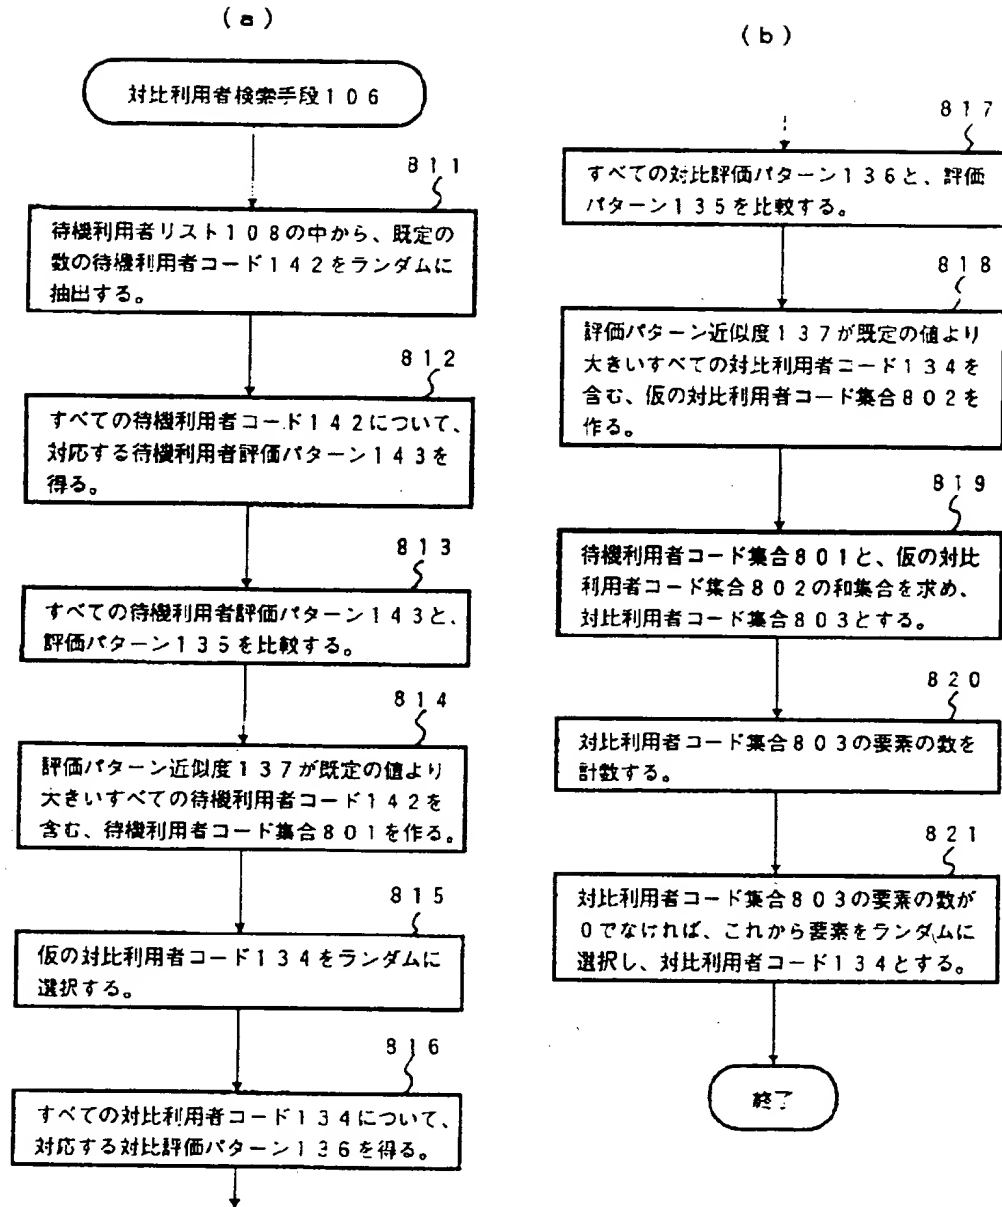 (a)
対比利用者検索手段106
811
待機利用者リスト108の中から、既定の
数の待機利用者コード142をランダムに
抽出する。
812
すべての待機利用者コード142について、
対応する待機利用者評価パターン143を
得る。
813
すべての待機利用者評価パターン143と、
評価パターン135を比較する。
814
評価パターン近似度137が既定の値より
大きいすべての待機利用者コード142を
含む、待機利用者コード集合801を作る。
815
仮の対比利用者コード134をランダムに
選択する。
816
すべての対比利用者コード134について、
対応する対比評価パターン136を得る。
(b)
817
すべての対比評価パターン136と、評価
パターン135を比較する。
818
評価パターン近似度137が既定の値より
大きいすべての対比利用者コード134を
含む、仮の対比利用者コード集合802を
作る。
819
待機利用者コード集合801と、仮の対比
利用者コード集合802の和集合を求め、
対比利用者コード集合803とする。
820
対比利用者コード集合803の要素の数を
計数する。
821
対比利用者コード集合803の要素の数が
0でなければ、これから要素をランダムに
選択し、対比利用者コード134とする。
終了